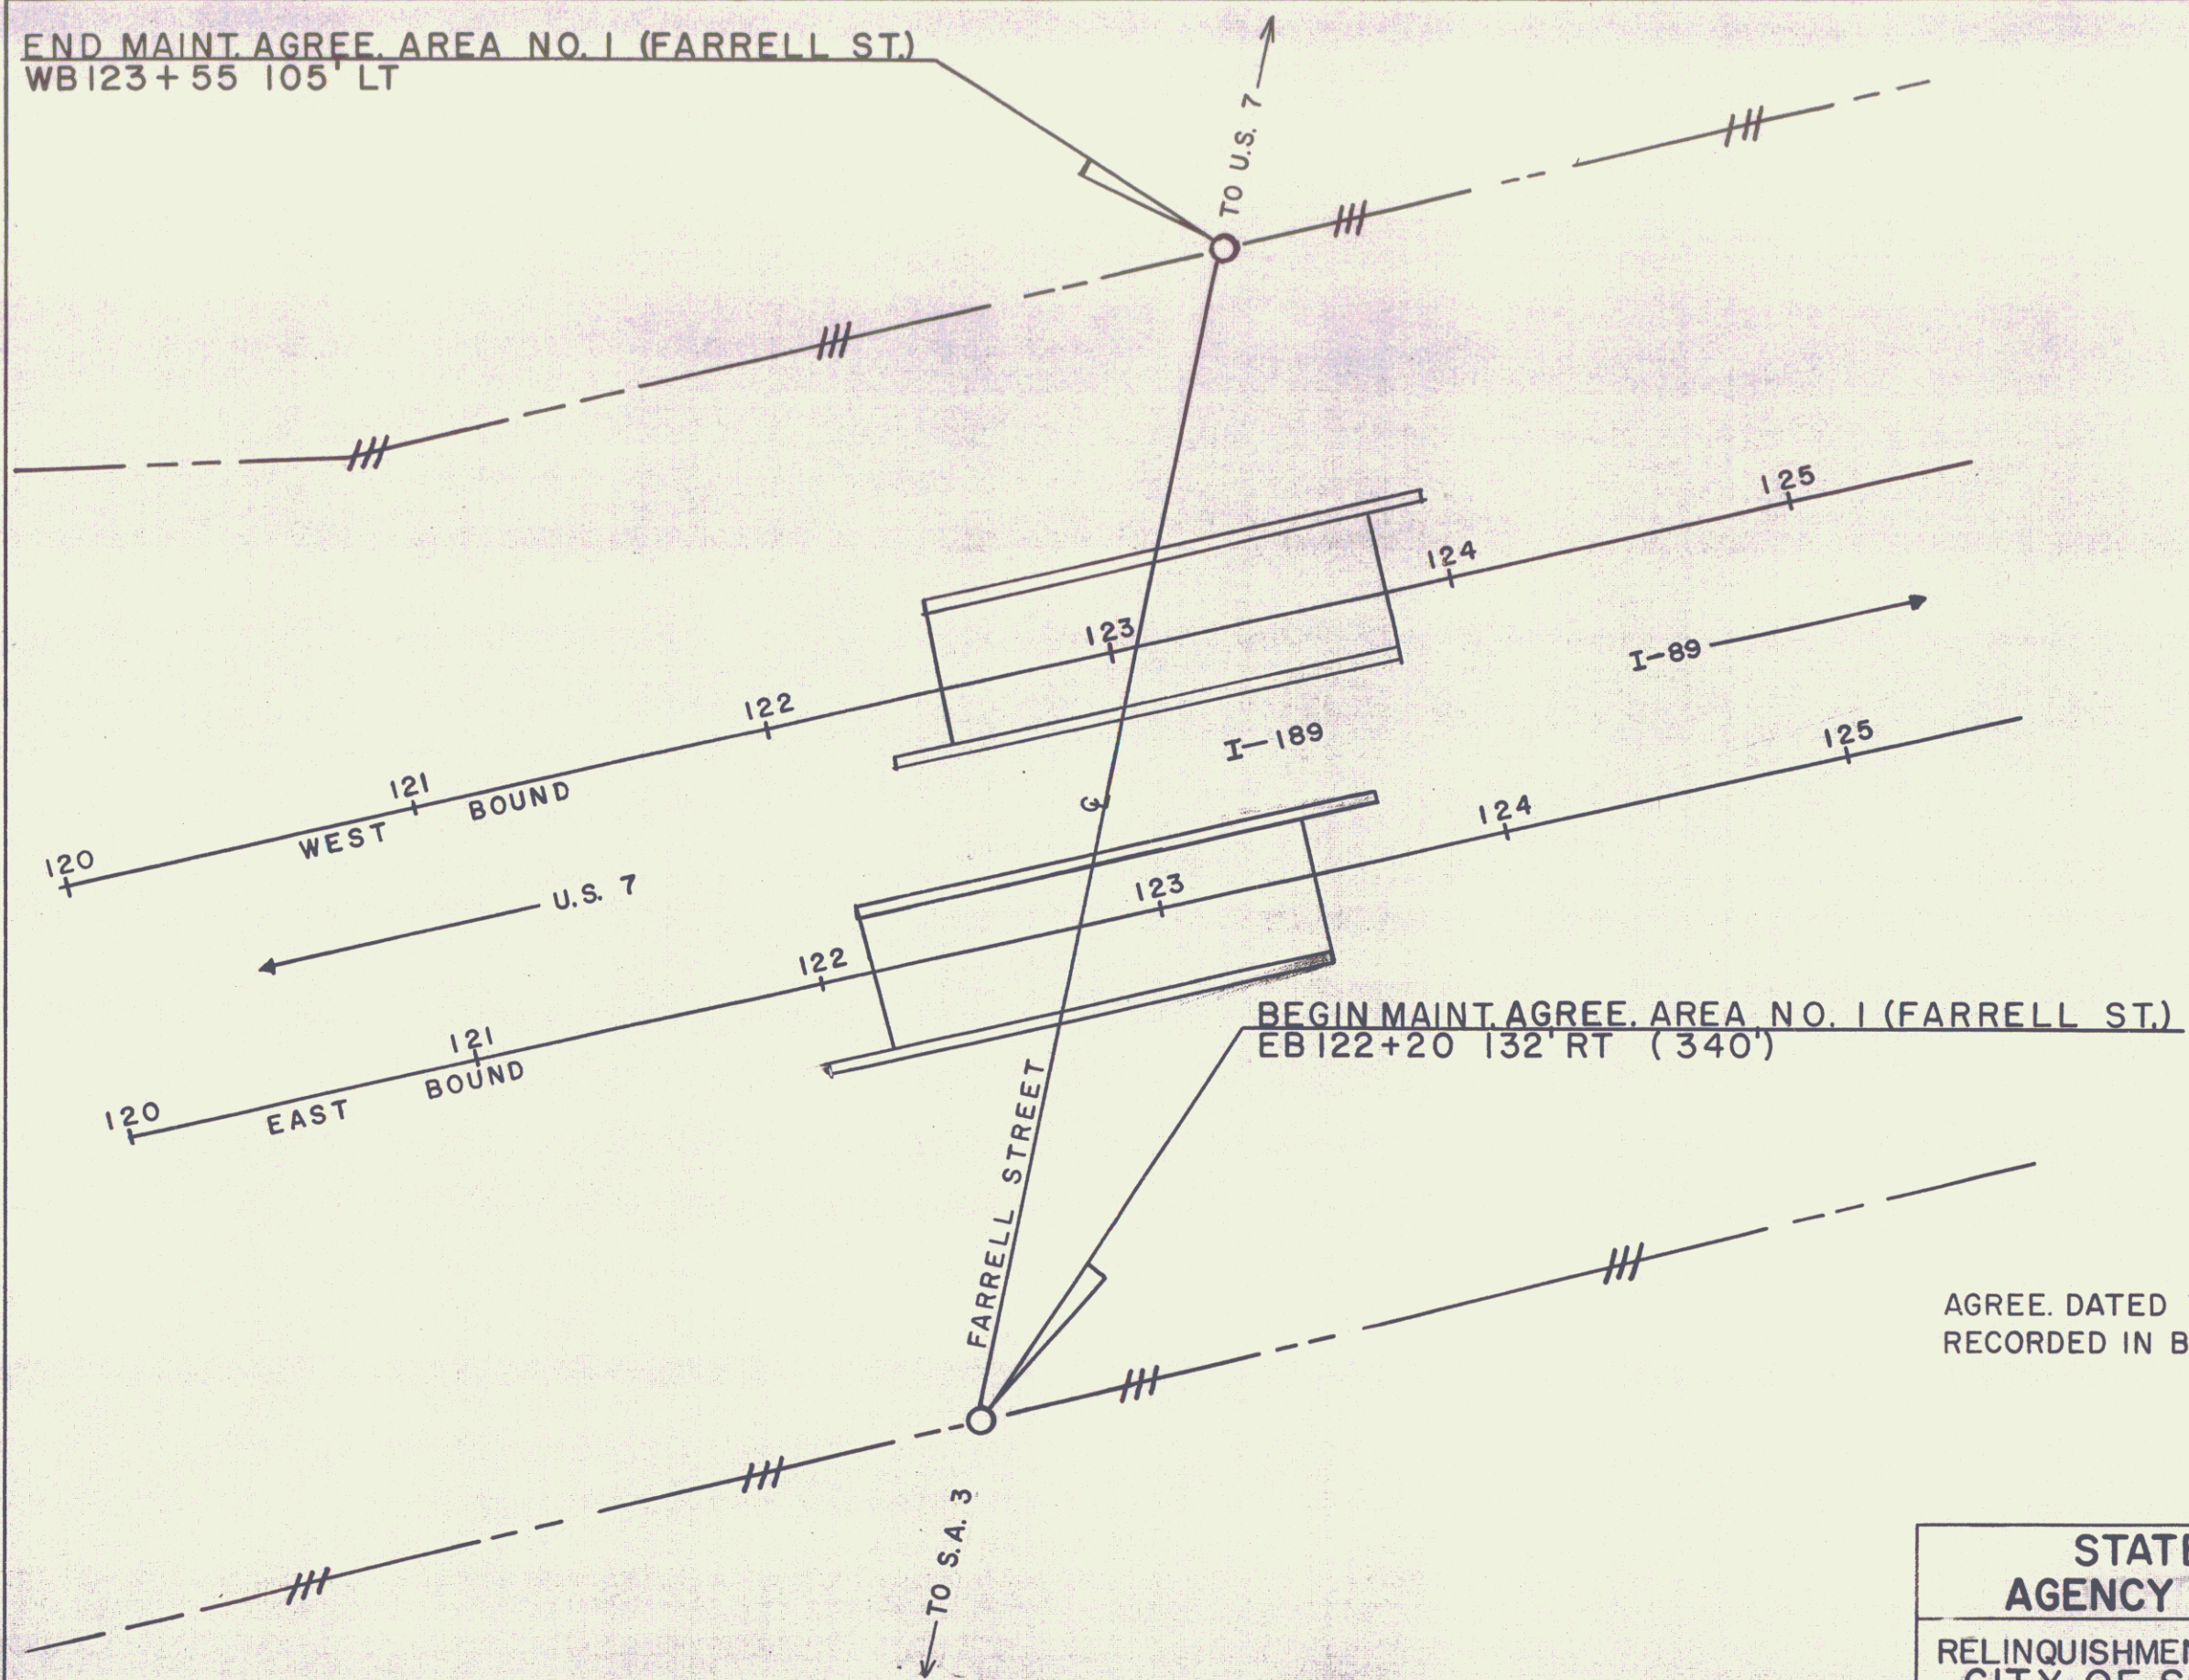 END MAINT. AGREE. AREA NO. 1 (FARRELL ST.)
WB 123+55 105' LT
TO U.S. 7
125
124
123
122
121
120
WEST BOUND
I-89
I-189
U.S. 7
125
124
123
122
121
120
EAST BOUND
BEGIN MAINT. AGREE. AREA NO. 1 (FARRELL ST.)
EB 122+20 132' RT (340')
FARRELL STREET
TO S.A. 3
AGREE. DATED
RECORDED IN B
STATE
AGENCY
RELINQUISHMEN
CITY OF S